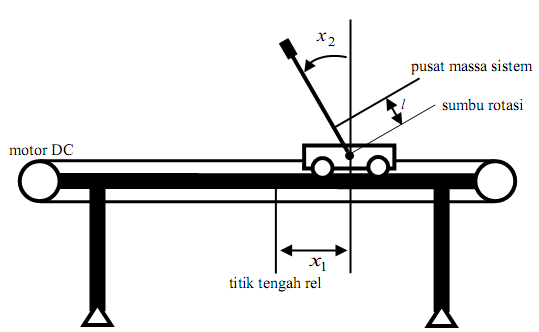 x₂
pusat massa sistem
l
sumbu rotasi
motor DC
x₁
titik tengah rel